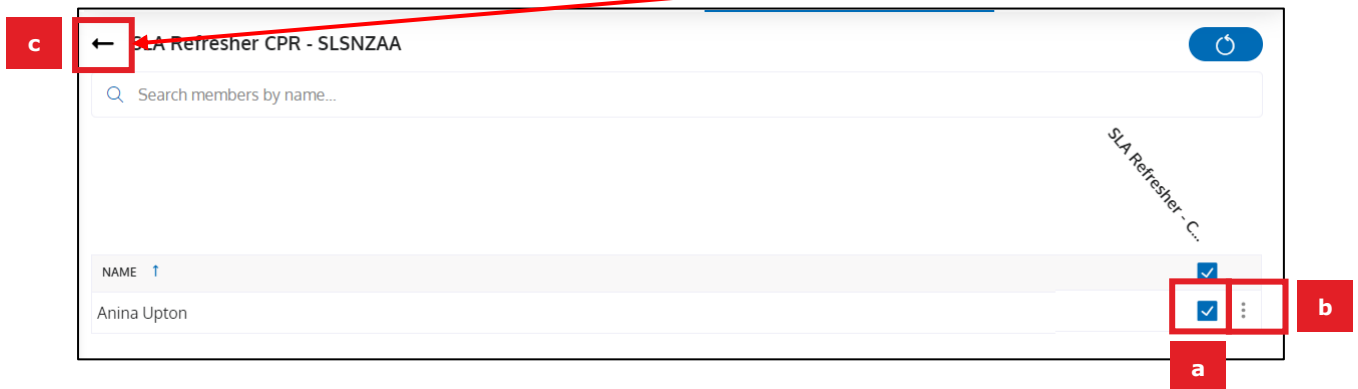 c
SLA Refresher CPR - SLSNZAA
Search members by name...
SLA Refresher - C...
NAME ↑
Anina Upton
b
a